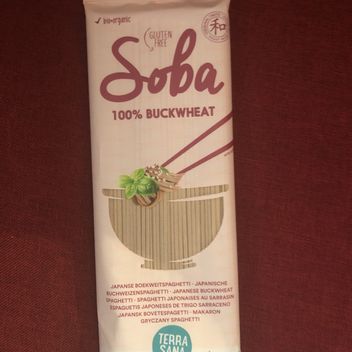 ✓ bio•organic
GLUTEN
FREE
和
Soba
100% BUCKWHEAT
JAPANSE BOEKWEITSPAGHETTI • JAPANISCHE
BUCHWEIZENSPAGHETTI • JAPANESE BUCKWHEAT
SPAGHETTI • SPAGHETTI JAPONAISES AU SARRASIN
ESPAGUETIS JAPONESES DE TRIGO SARRACENO
JAPANSK BOVETESPAGETTI • MAKARON
GRYCZANY SPAGHETTI
TERRA
SANA